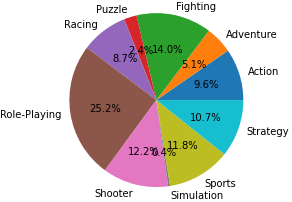 Puzzle
Fighting
Racing
Adventure
2.4%
14.0%
8.7%
5.1%
Action
9.6%
25.2%
Role-Playing
10.7%
Strategy
11.8%
12.2%
0.4%
Shooter
Sports
Simulation